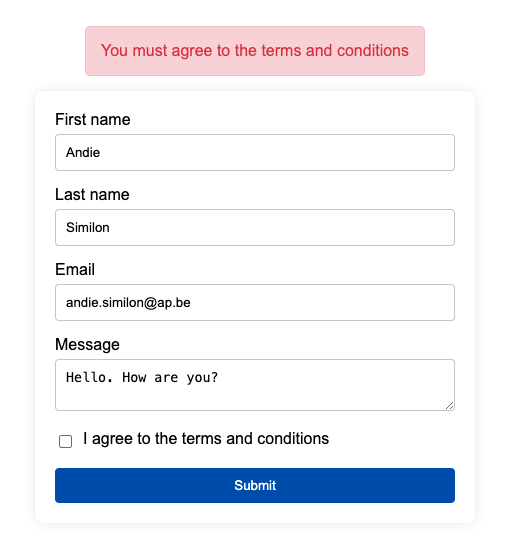 You must agree to the terms and conditions
First name
Andie
Last name
Similon
Email
andie.similon@ap.be
Message
Hello. How are you?
I agree to the terms and conditions
Submit